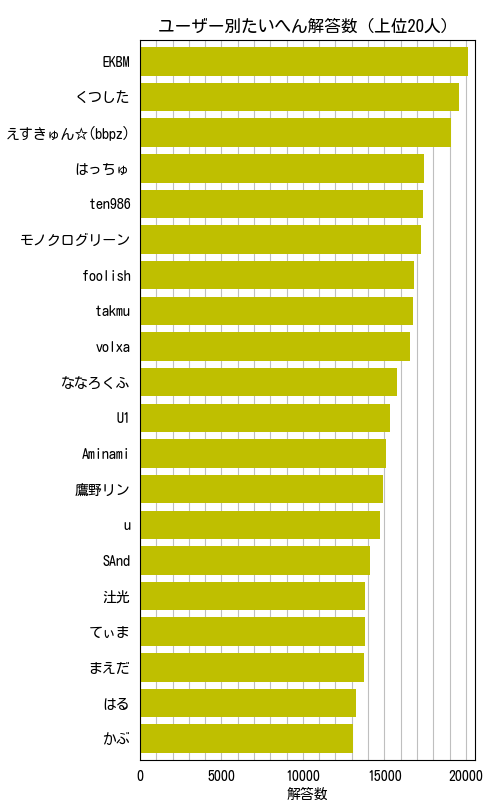 ユーザー別たいへん解答数（上位20人）
EKBM
くつした
えすきゅん☆(bbpz)
はっちゅ
ten986
モノクログリーン
foolish
takmu
volxa
ななろくふ
U1
Aminami
鷹野リン
u
SAnd
汢光
てぃま
まえだ
はる
かぶ
0 5000 10000 15000 20000
解答数